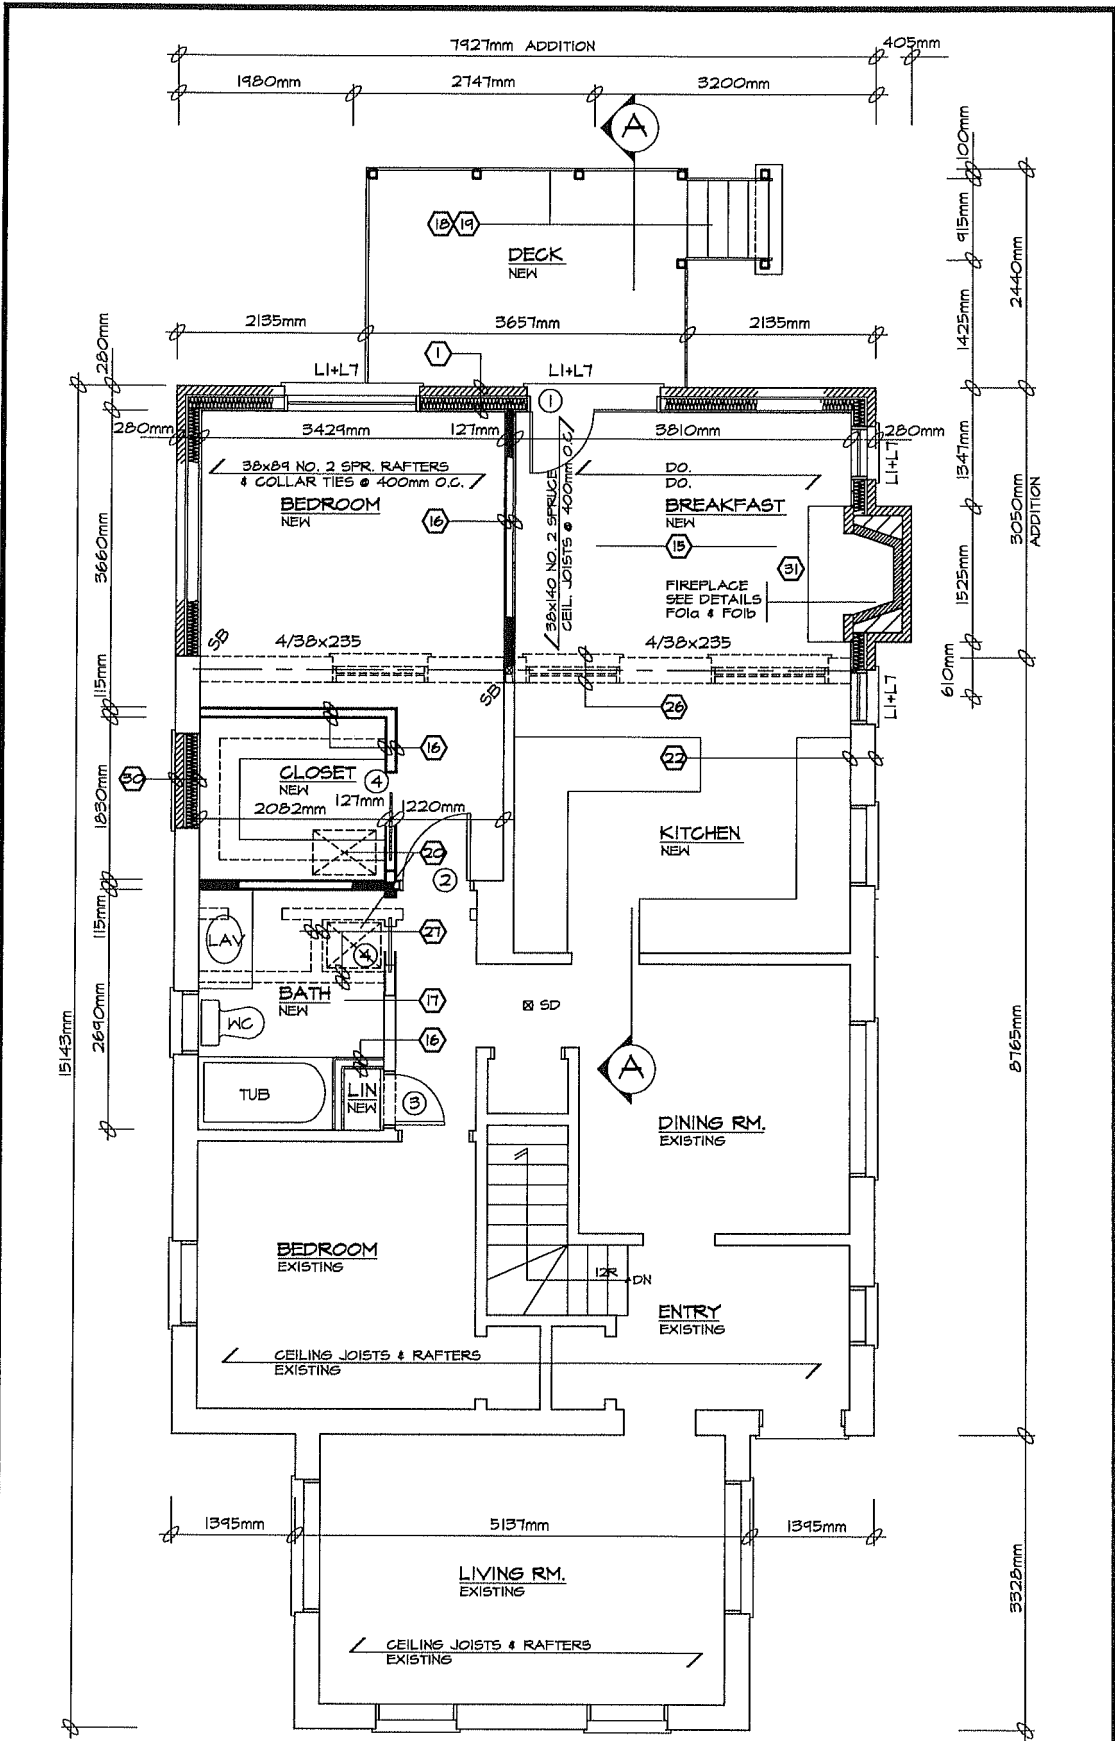 7927mm ADDITION
405mm
1980mm
2747mm
3200mm
A
100mm
915mm
2440mm
18
19
DECK
NEW
1425mm
280mm
2135mm
3657mm
2135mm
1
L1+L7
L1+L7
1
280mm
3429mm
127mm
3810mm
280mm
L1+L7
1347mm
3050mm
ADDITION
38x89 NO. 2 SPR. RAFTERS
& COLLAR TIES @ 400mm O.C.
DO.
DO.
BEDROOM
NEW
16
38x140 NO. 2 SPRUCE
CEIL. JOISTS @ 400mm O.C.
BREAKFAST
NEW
15
31
3660mm
FIREPLACE
SEE DETAILS
F01a & F01b
1525mm
SB
4/38x235
4/38x235
610mm
115mm
SB
26
L1+L7
16
22
30
CLOSET
NEW
4
1830mm
2082mm
127mm
1220mm
KITCHEN
NEW
20
2
115mm
LAV
27
4
BATH
NEW
17
SD
2690mm
WC
16
15143mm
8765mm
A
TUB
LIN
NEW
3
DINING RM.
EXISTING
BEDROOM
EXISTING
12R
DN
ENTRY
EXISTING
CEILING JOISTS & RAFTERS
EXISTING
1395mm
5137mm
1395mm
LIVING RM.
EXISTING
3328mm
CEILING JOISTS & RAFTERS
EXISTING